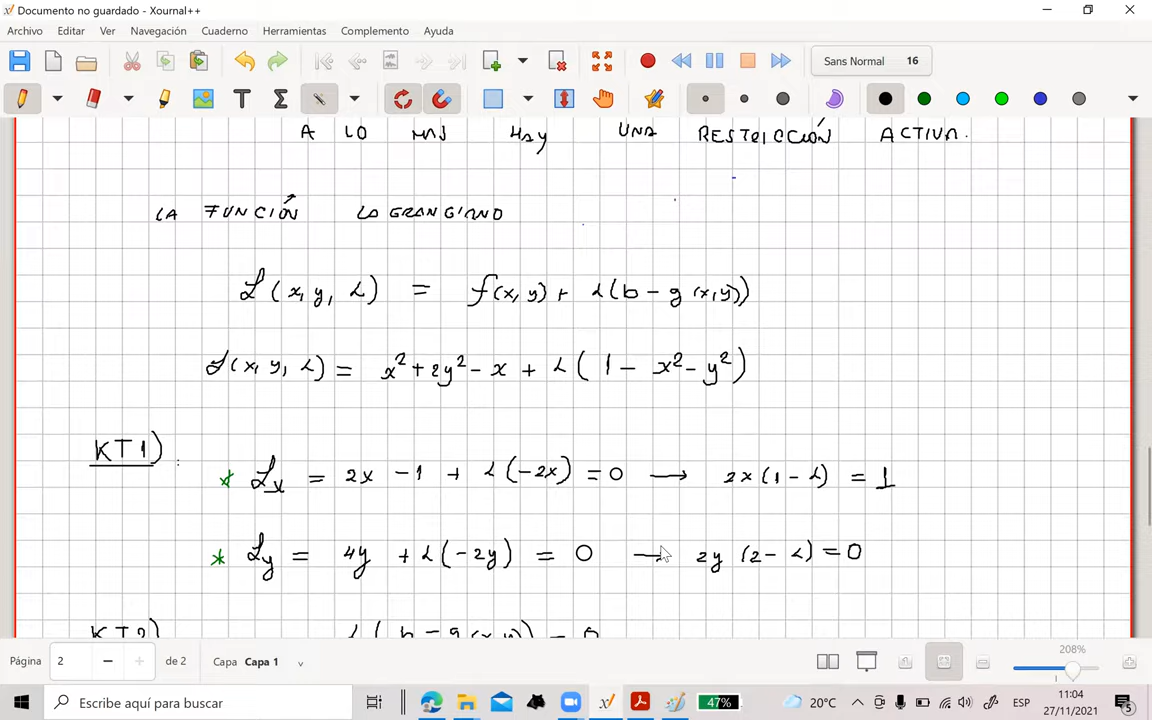 Documento no guardado - Xournal++
Archivo Editar Ver Navegación Cuaderno Herramientas Complemento Ayuda
Sans Normal 16
A LO MAS HAY UNA RESTRICCIÓN ACTIVA.
LA FUNCIÓN LAGRANGIANO
ℒ(x, y, λ) = f(x, y) + λ(b - g(x, y))
ℒ(x, y, λ) = x² + 2y² - x + λ(1 - x² - y²)
KT1) :
* ℒx = 2x - 1 + λ(-2x) = 0 → 2x(1 - λ) = 1
* ℒy = 4y + λ(-2y) = 0 → 2y(2 - λ) = 0
KT2) λ(b - g(x, y)) = 0
Página 2 de 2 Capa Capa 1 208%
Escribe aquí para buscar 47% 20°C ESP 11:04
27/11/2021 5